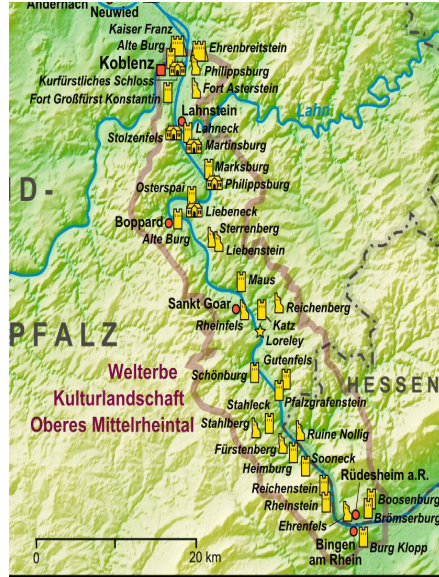 Andernach
Neuwied
Kaiser Franz
Alte Burg
Ehrenbreitstein
Koblenz
Philippsburg
Kurfürstliches Schloss
Fort Asterstein
Fort Großfürst Konstantin
Lahnstein
Lahn
Lahneck
Stolzenfels
Martinsburg
Marksburg
Philippsburg
D-
Osterspai
Liebeneck
Boppard
Sterrenberg
Alte Burg
Liebenstein
Maus
Sankt Goar
Reichenberg
Rheinfels
Katz
Loreley
PFALZ
Gutenfels
Welterbe
Kulturlandschaft
Oberes Mittelrheintal
Schönburg
HESSEN
Pfalzgrafenstein
Stahleck
Stahlberg
Ruine Nollig
Fürstenberg
Sooneck
Heimburg
Rüdesheim a.R.
Reichenstein
Boosenburg
Rheinstein
Brömserburg
Ehrenfels
Bingen
am Rhein
Burg Klopp
0
20 km